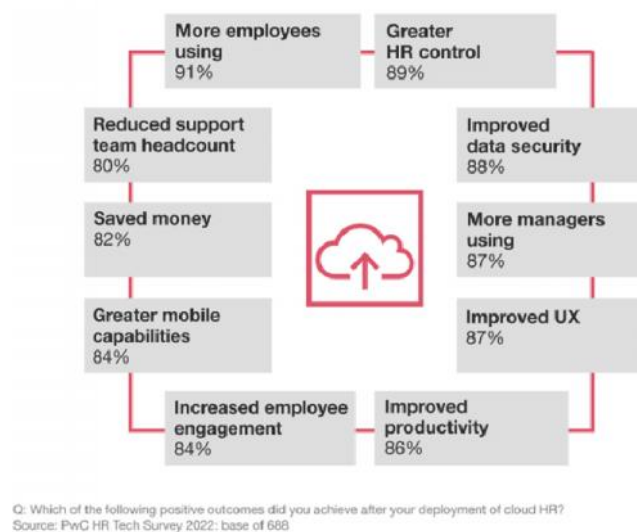 More employees
using
91%
Greater
HR control
89%
Reduced support
team headcount
80%
Improved
data security
88%
Saved money
82%
More managers
using
87%
Greater mobile
capabilities
84%
Improved UX
87%
Increased employee
engagement
84%
Improved
productivity
86%
Q: Which of the following positive outcomes did you achieve after your deployment of cloud HR?
Source: PwC HR Tech Survey 2022: base of 688